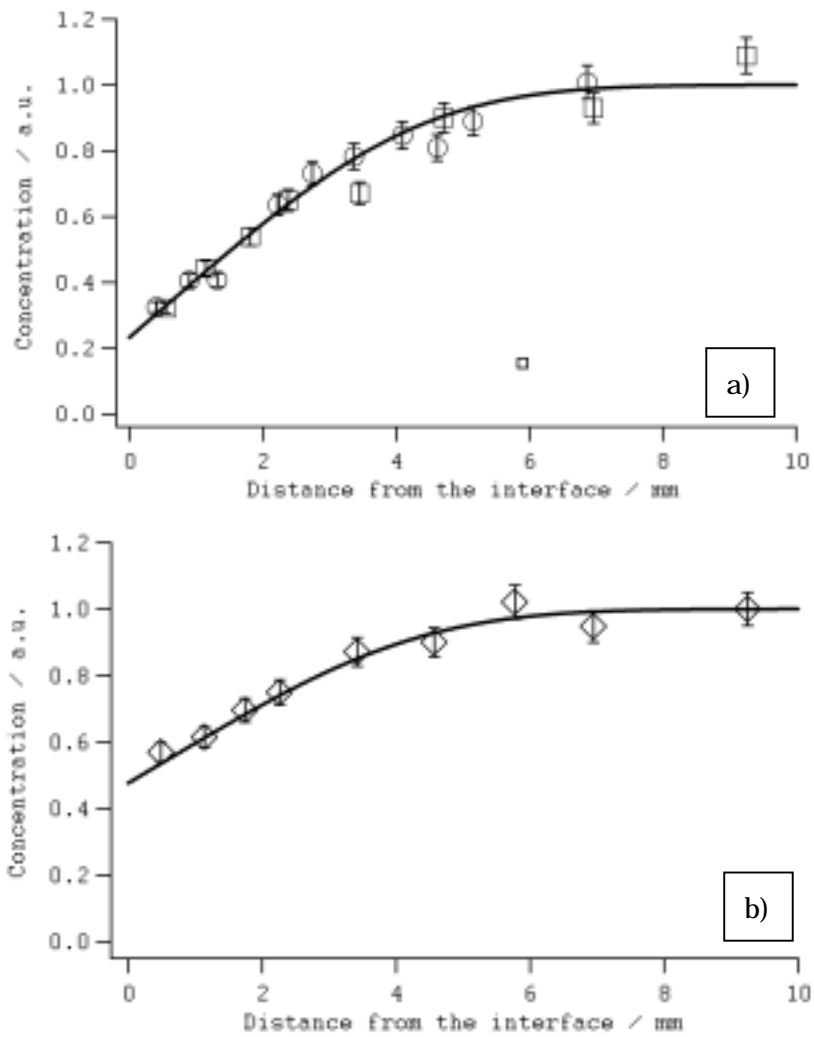 1.2
1.0
0.8
0.6
0.4
0.2
0.0
Concentration / a.u.
a)
0 2 4 6 8 10
Distance from the interface / mm
1.2
1.0
0.8
0.6
0.4
0.2
0.0
Concentration / a.u.
b)
0 2 4 6 8 10
Distance from the interface / mm